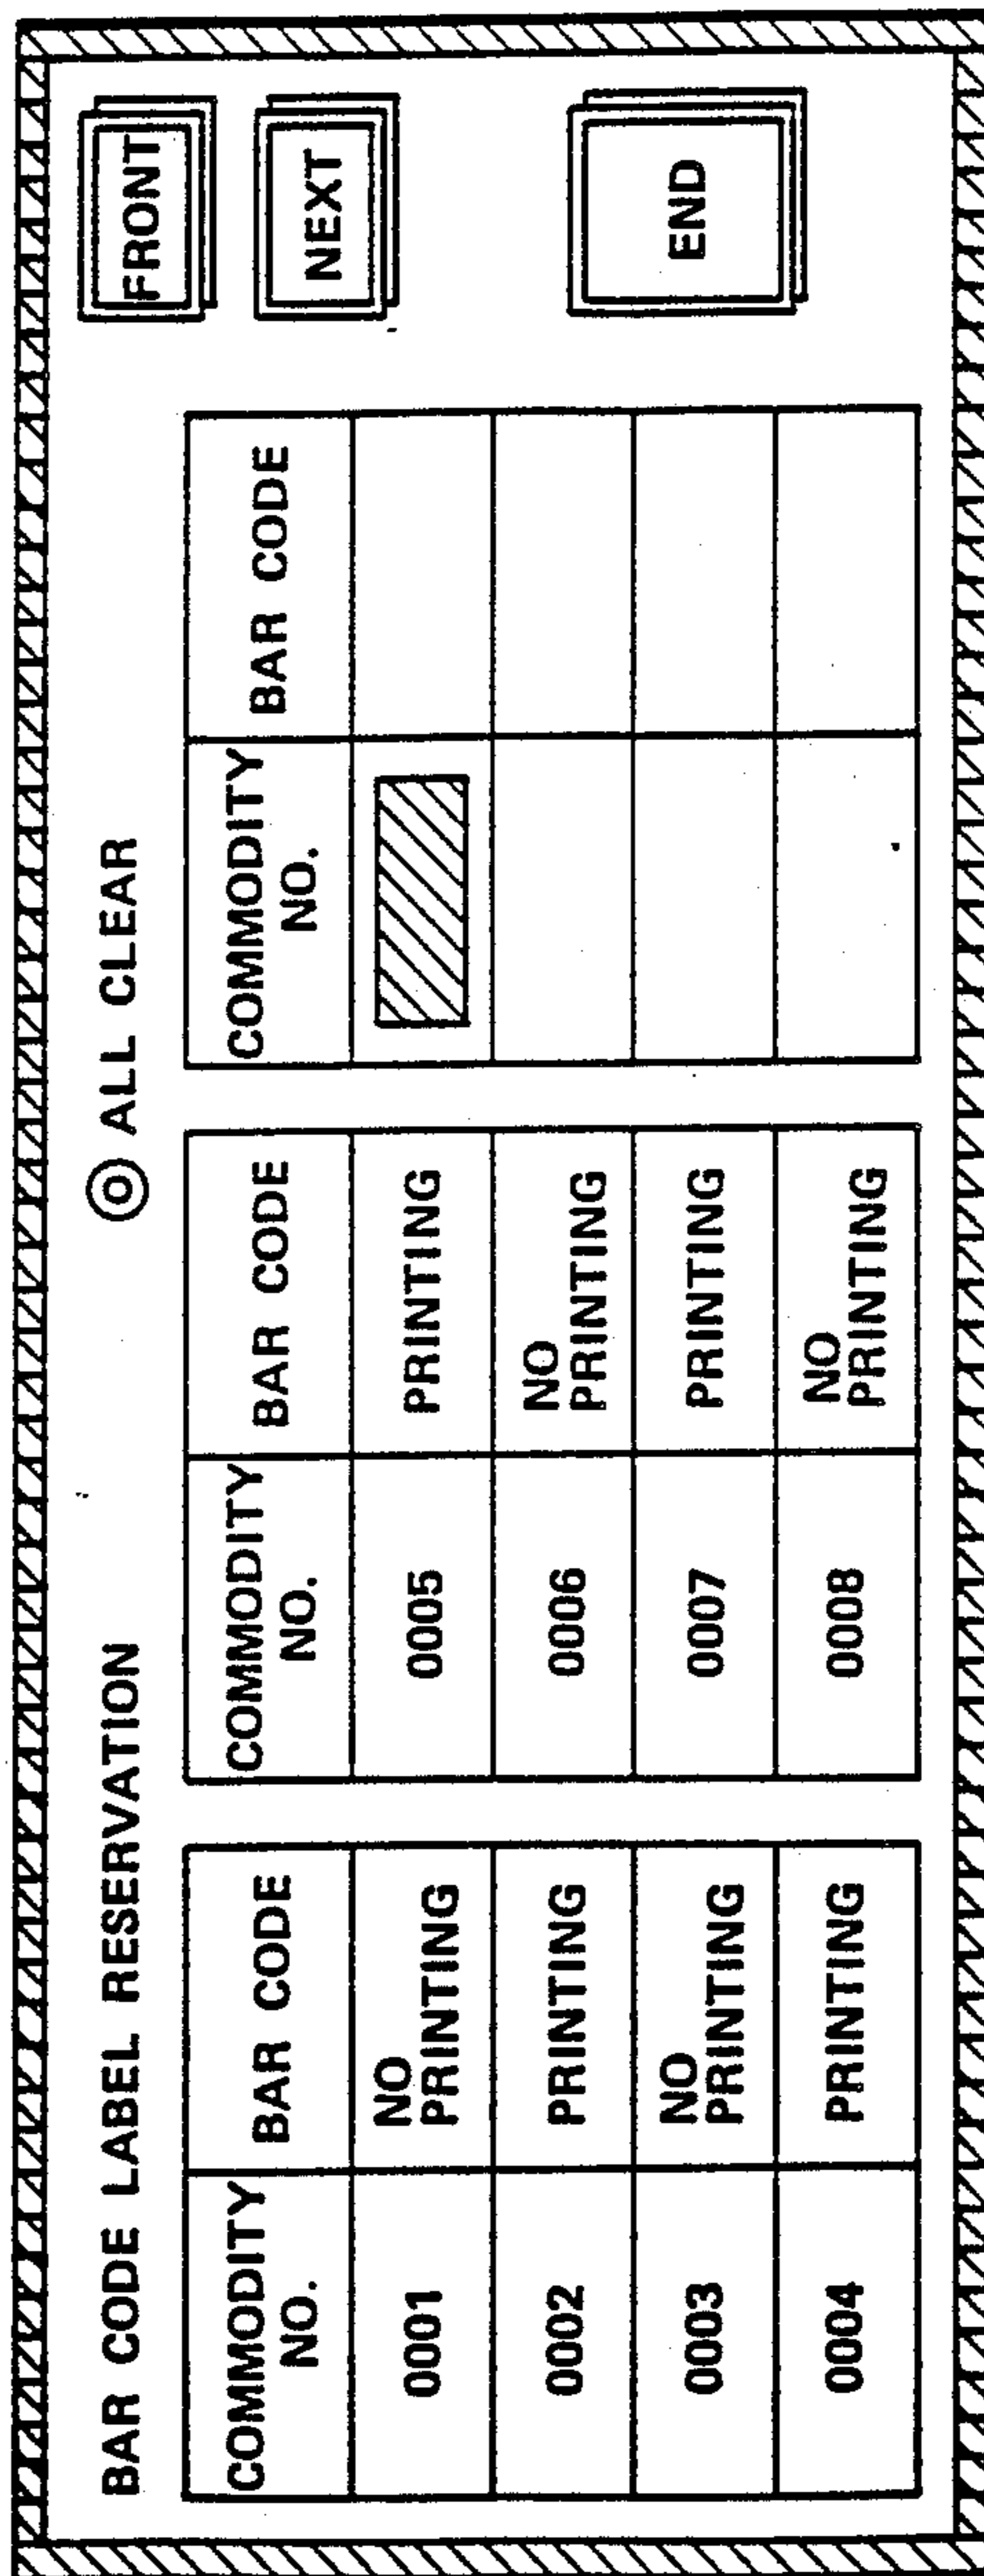 BAR CODE LABEL RESERVATION
◎ ALL CLEAR
FRONT
NEXT
END
COMMODITY
NO.
BAR CODE
0001
NO
PRINTING
0002
PRINTING
0003
NO
PRINTING
0004
PRINTING
COMMODITY
NO.
BAR CODE
0005
PRINTING
0006
NO
PRINTING
0007
PRINTING
0008
NO
PRINTING
COMMODITY
NO.
BAR CODE